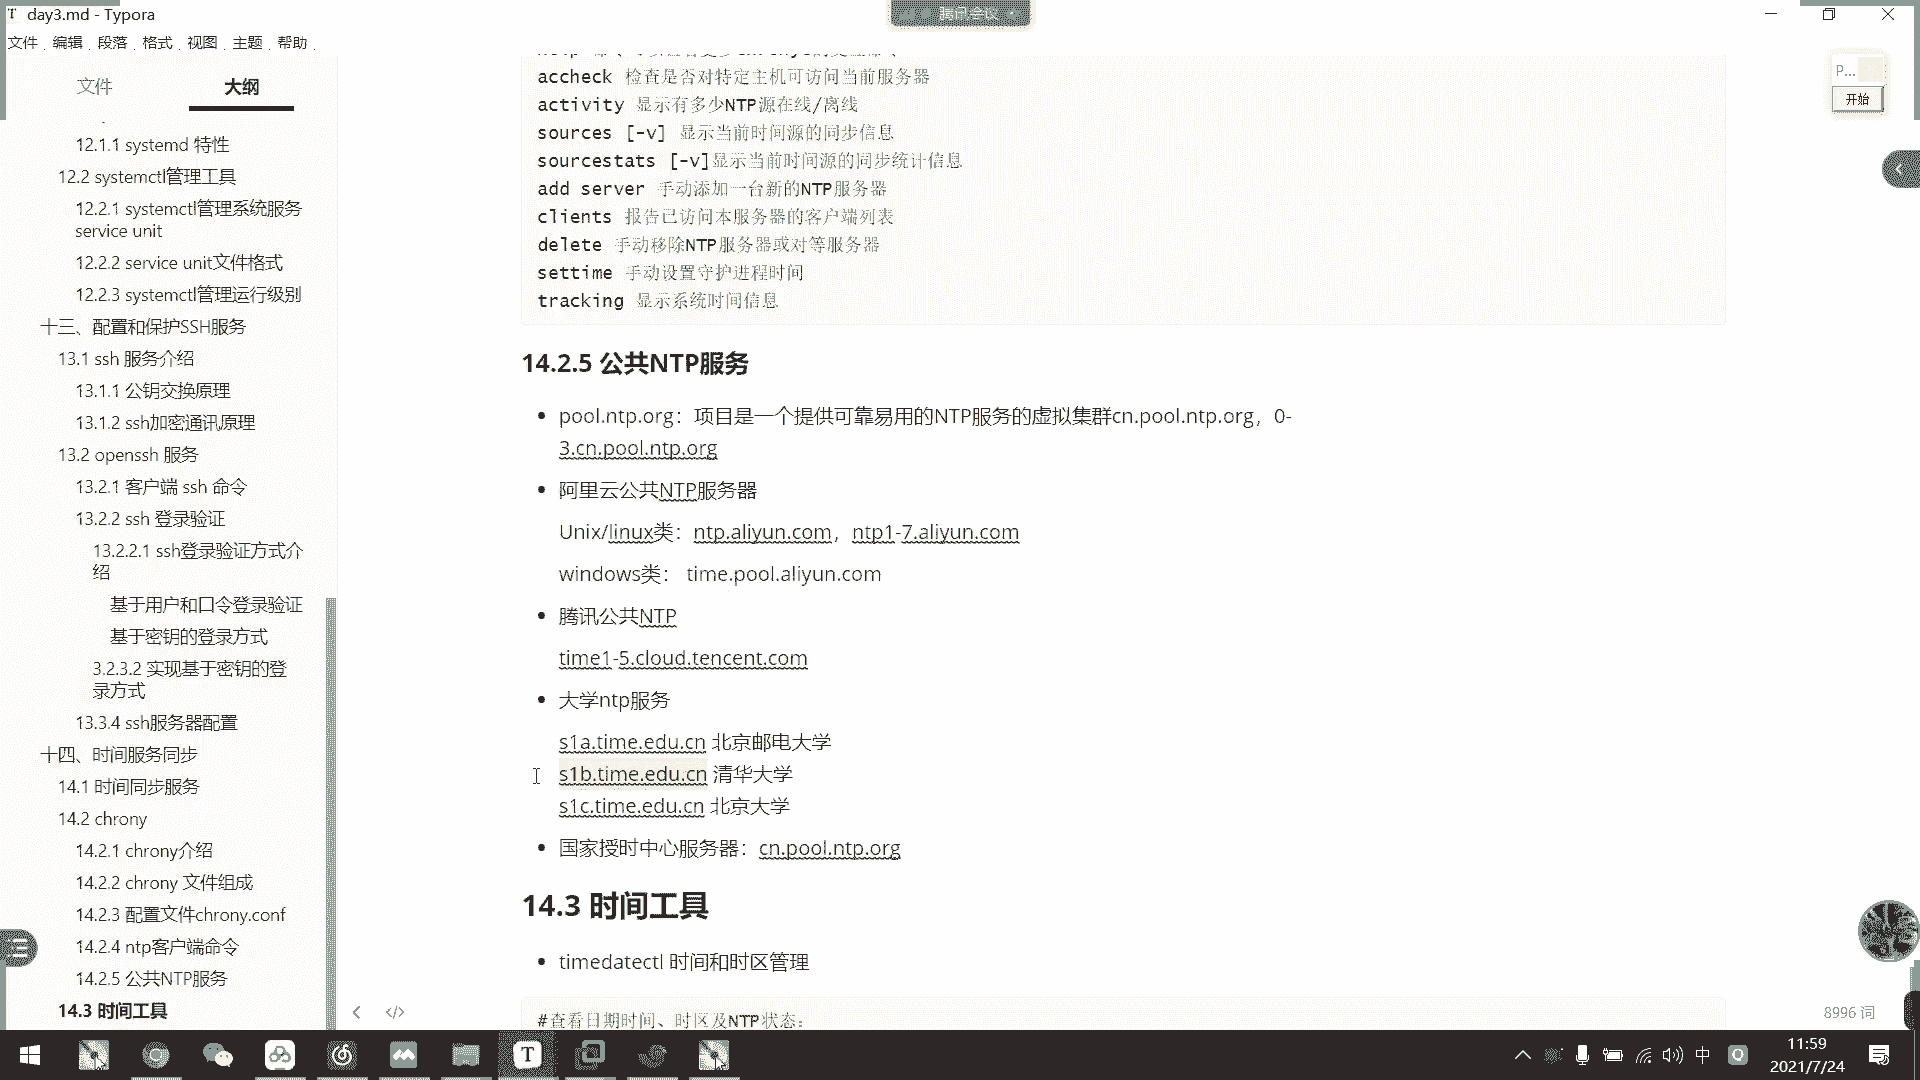 day3.md - Typora
腾讯会议
文件 编辑 段落 格式 视图 主题 帮助
文件
大纲
12.1.1 systemd 特性
12.2 systemctl管理工具
12.2.1 systemctl管理系统服务
service unit
12.2.2 service unit文件格式
12.2.3 systemctl管理运行级别
十三、配置和保护SSH服务
13.1 ssh 服务介绍
13.1.1 公钥交换原理
13.1.2 ssh加密通讯原理
13.2 openssh 服务
13.2.1 客户端 ssh 命令
13.2.2 ssh 登录验证
13.2.2.1 ssh登录验证方式介
绍
基于用户和口令登录验证
基于密钥的登录方式
3.2.3.2 实现基于密钥的登
录方式
13.3.4 ssh服务器配置
十四、时间服务同步
14.1 时间同步服务
14.2 chrony
14.2.1 chrony介绍
14.2.2 chrony 文件组成
14.2.3 配置文件chrony.conf
14.2.4 ntp客户端命令
14.2.5 公共NTP服务
14.3 时间工具
accheck 检查是否对特定主机可访问当前服务器
activity 显示有多少NTP源在线/离线
sources [-v] 显示当前时间源的同步信息
sourcestats [-v]显示当前时间源的同步统计信息
add server 手动添加一台新的NTP服务器
clients 报告已访问本服务器的客户端列表
delete 手动移除NTP服务器或对等服务器
settime 手动设置守护进程时间
tracking 显示系统时间信息
14.2.5 公共NTP服务
• pool.ntp.org：项目是一个提供可靠易用的NTP服务的虚拟集群cn.pool.ntp.org，0-
3.cn.pool.ntp.org
• 阿里云公共NTP服务器
Unix/linux类：ntp.aliyun.com，ntp1-7.aliyun.com
windows类： time.pool.aliyun.com
• 腾讯公共NTP
time1-5.cloud.tencent.com
• 大学ntp服务
s1a.time.edu.cn 北京邮电大学
s1b.time.edu.cn 清华大学
s1c.time.edu.cn 北京大学
• 国家授时中心服务器：cn.pool.ntp.org
14.3 时间工具
• timedatectl 时间和时区管理
#查看日期时间、时区及NTP状态：
P...
开始
8996 词
中
11:59
2021/7/24